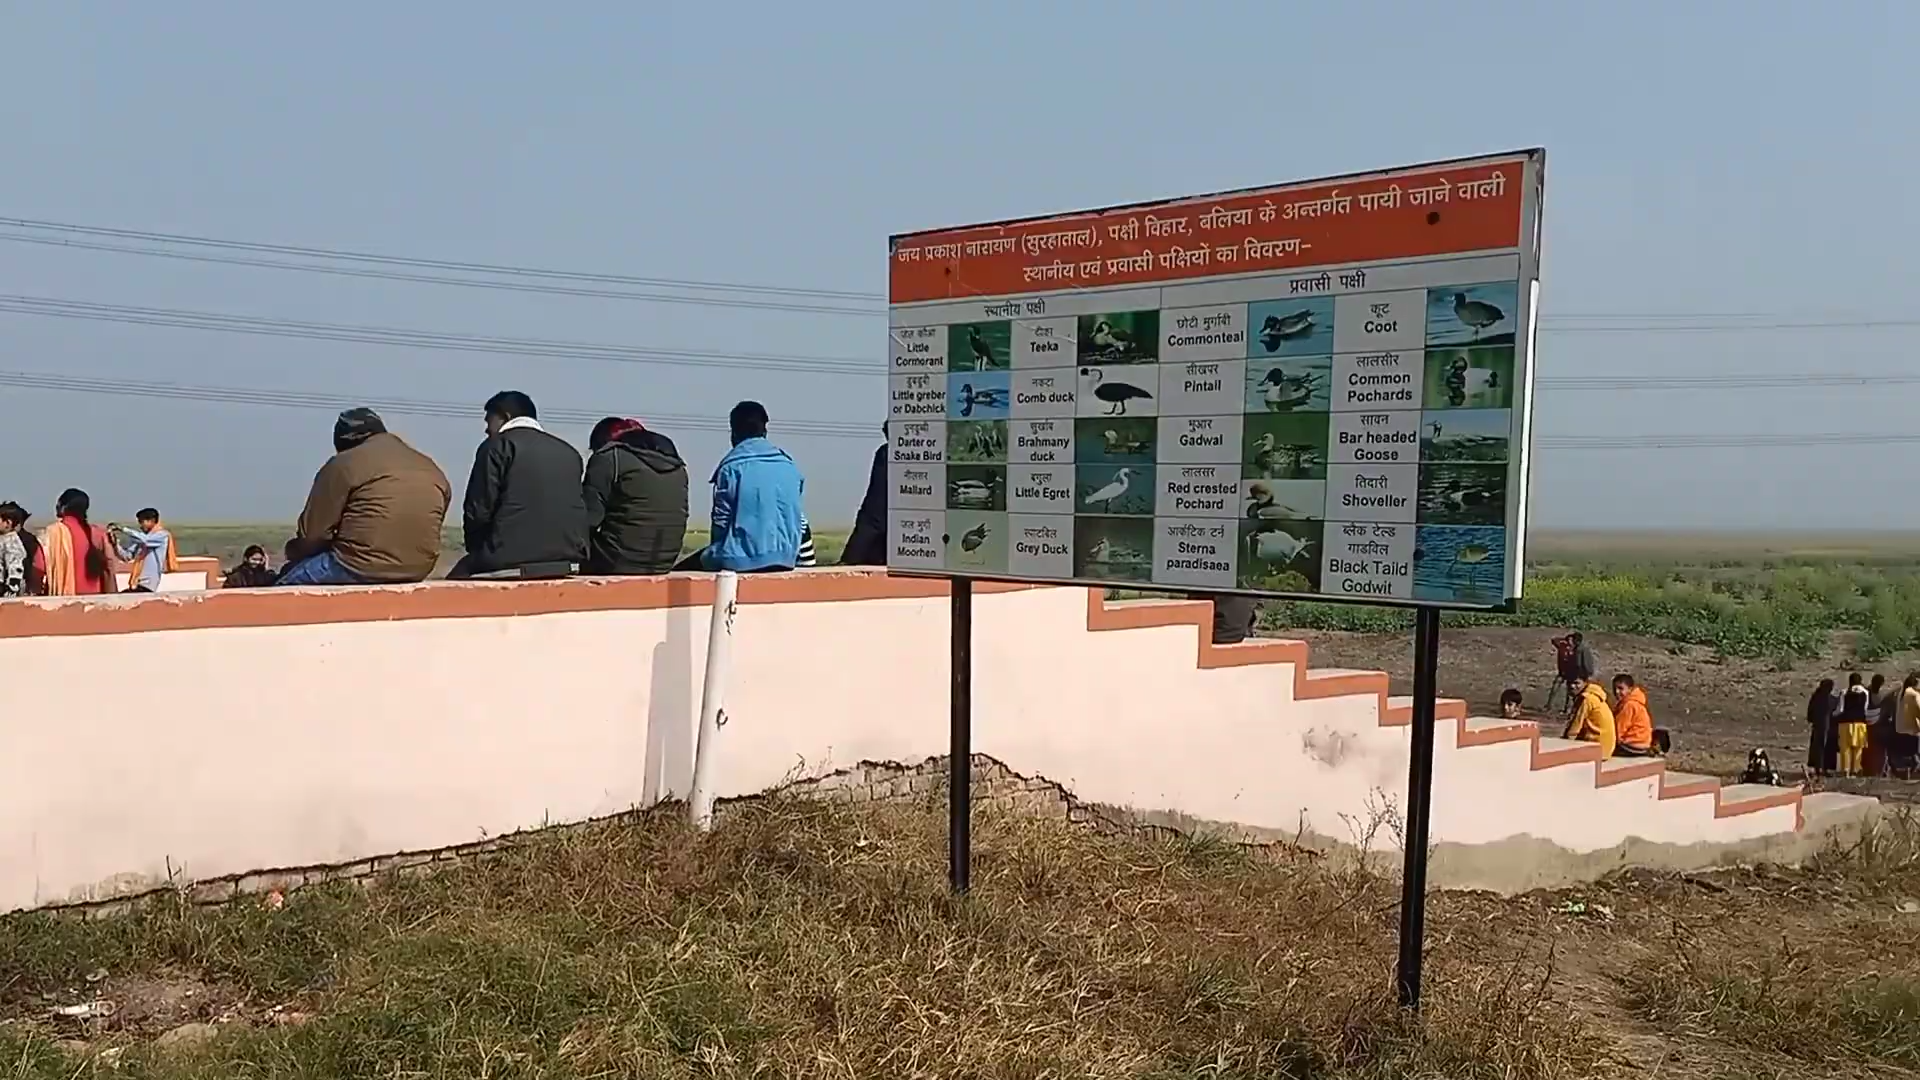 जय प्रकाश नारायण (सुरहाताल), पक्षी विहार, बलिया के अन्तर्गत पायी जाने वाली
स्थानीय एवं प्रवासी पक्षियों का विवरण-
स्थानीय पक्षी
प्रवासी पक्षी
जल कौआ
Little
Cormorant
टीका
Teeka
छोटी मुर्गाबी
Commonteal
कूट
Coot
डुबडुबी
Little greber
or Dabchick
नकटा
Comb duck
सीखपर
Pintail
लालसीर
Common
Pochards
Darter or
Snake Bird
सुर्खाब
Brahmany
duck
मुआर
Gadwal
सावन
Bar headed
Goose
नीलसर
Mallard
बगुला
Little Egret
लालसर
Red crested
Pochard
तिदारी
Shoveller
जल मुर्गी
Indian
Moorhen
स्पाटबिल
Grey Duck
आर्कटिक टर्न
Sterna
paradisaea
ब्लैक टेल्ड
गाडविल
Black Taild
Godwit